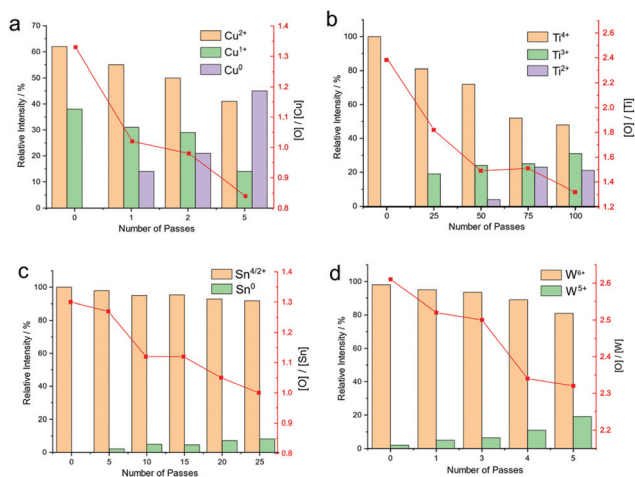 a
Cu2+
Cu1+
Cu0
Relative Intensity / %
70
60
50
40
30
20
10
0
0 1 2 5
Number of Passes
1.4
1.3
1.2
1.1
1.0
0.9
0.8
[O] / [Cu]
b
Ti4+
Ti3+
Ti2+
Relative Intensity / %
100
80
60
40
20
0
0 25 50 75 100
Number of Passes
2.6
2.4
2.2
2.0
1.8
1.6
1.4
1.2
[O] / [Ti]
c
Sn4/2+
Sn0
Relative Intensity / %
100
80
60
40
20
0
0 5 10 15 20 25
Number of Passes
1.4
1.3
1.2
1.1
1.0
0.9
0.8
[O] / [Sn]
d
W6+
W5+
Relative Intensity / %
100
80
60
40
20
0
0 1 3 4 5
Number of Passes
2.6
2.5
2.4
2.3
2.2
[O] / [W]